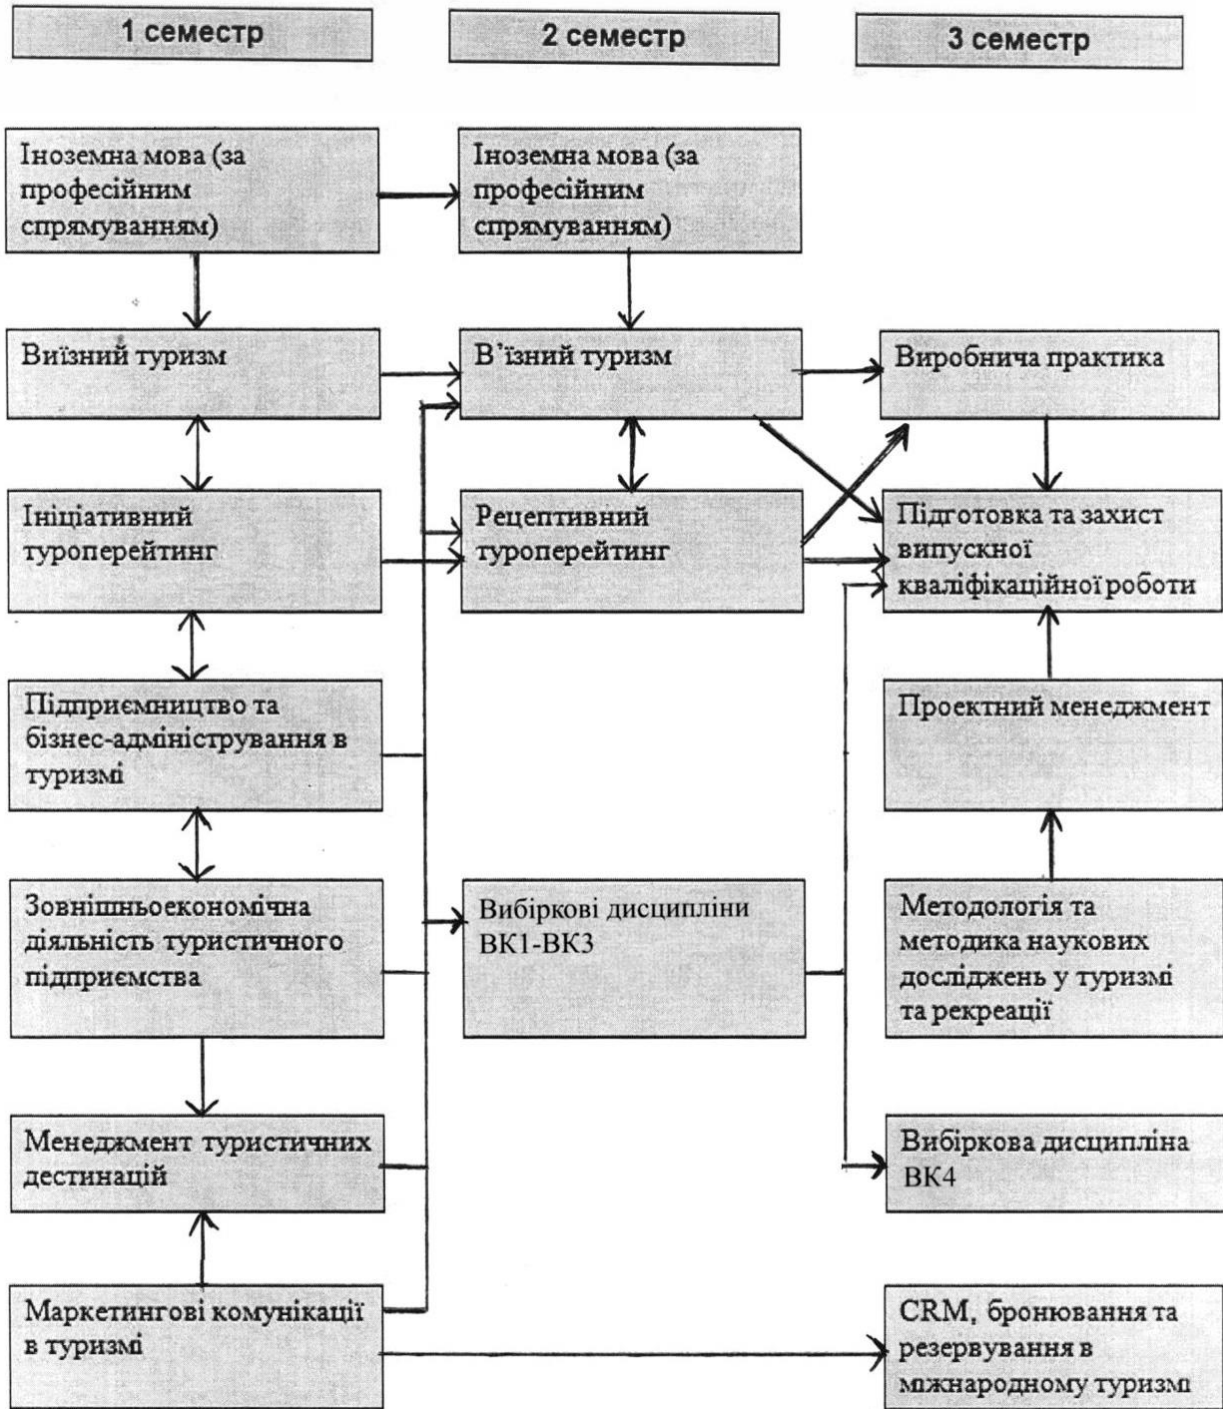 1 семестр
2 семестр
3 семестр
Іноземна мова (за
професійним
спрямуванням)
Іноземна мова (за
професійним
спрямуванням)
Виїзний туризм
В’їзний туризм
Виробнича практика
Ініціативний
туроперейтинг
Рецептивний
туроперейтинг
Підготовка та захист
випускної
кваліфікаційної роботи
Підприємництво та
бізнес-адміністрування в
туризмі
Проектний менеджмент
Зовнішньоекономічна
діяльність туристичного
підприємства
Вибіркові дисципліни
ВК1-ВК3
Методологія та
методика наукових
досліджень у туризмі
та рекреації
Менеджмент туристичних
дестинацій
Вибіркова дисципліна
ВК4
Маркетингові комунікації
в туризмі
CRM, бронювання та
резервування в
міжнародному туризмі